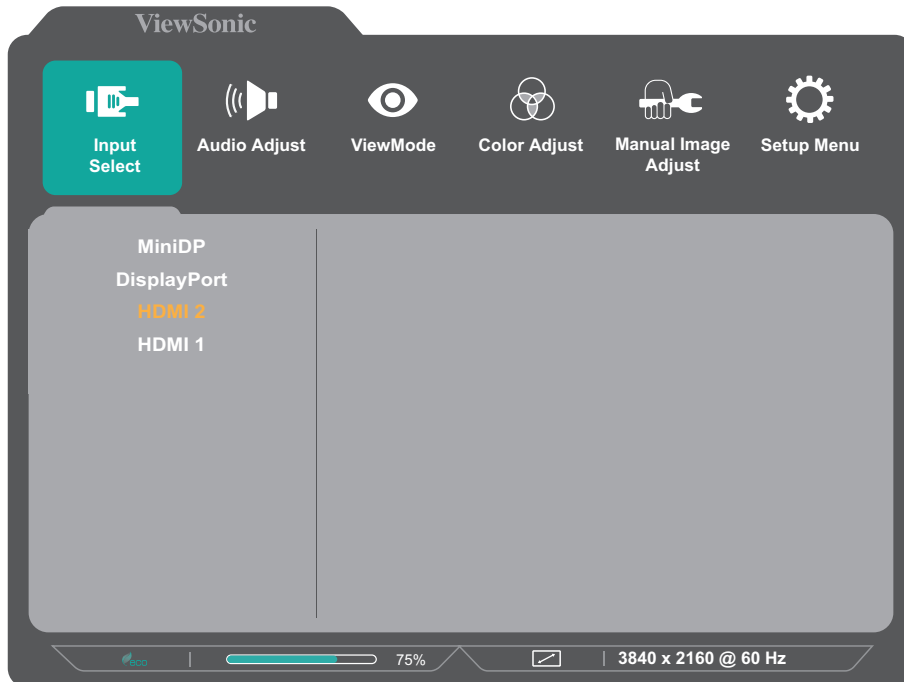 ViewSonic
Input
Select
Audio Adjust
ViewMode
Color Adjust
Manual Image
Adjust
Setup Menu
MiniDP
DisplayPort
HDMI 2
HDMI 1
eco
75%
3840 x 2160 @ 60 Hz